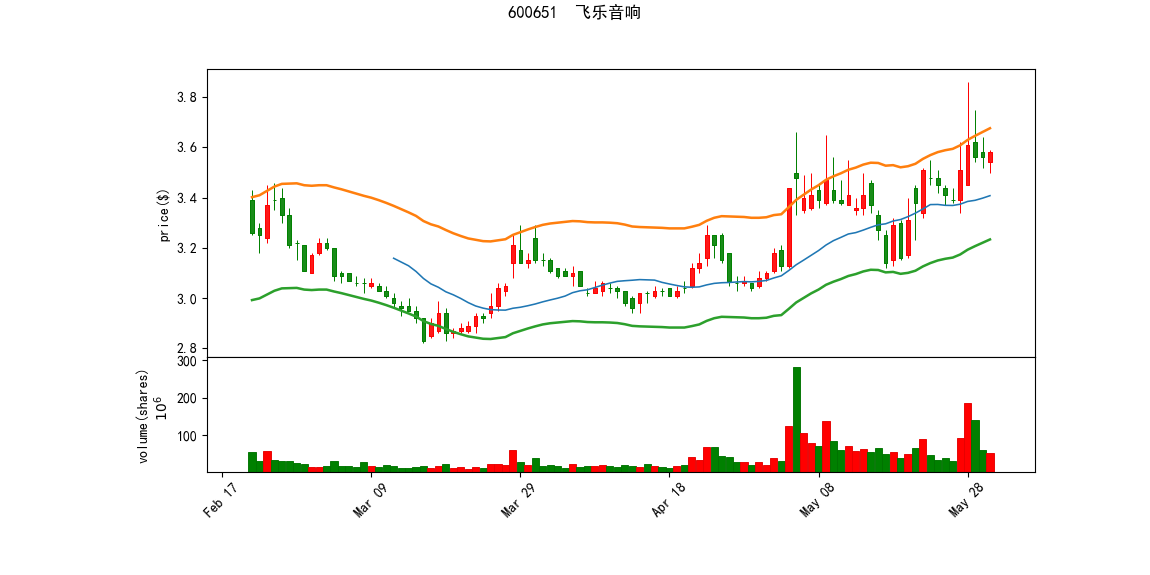 600651 飞乐音响
price($)
3.8
3.6
3.4
3.2
3.0
2.8
volume(shares)
10^6
300
200
100
Feb 17
Mar 09
Mar 29
Apr 18
May 08
May 28